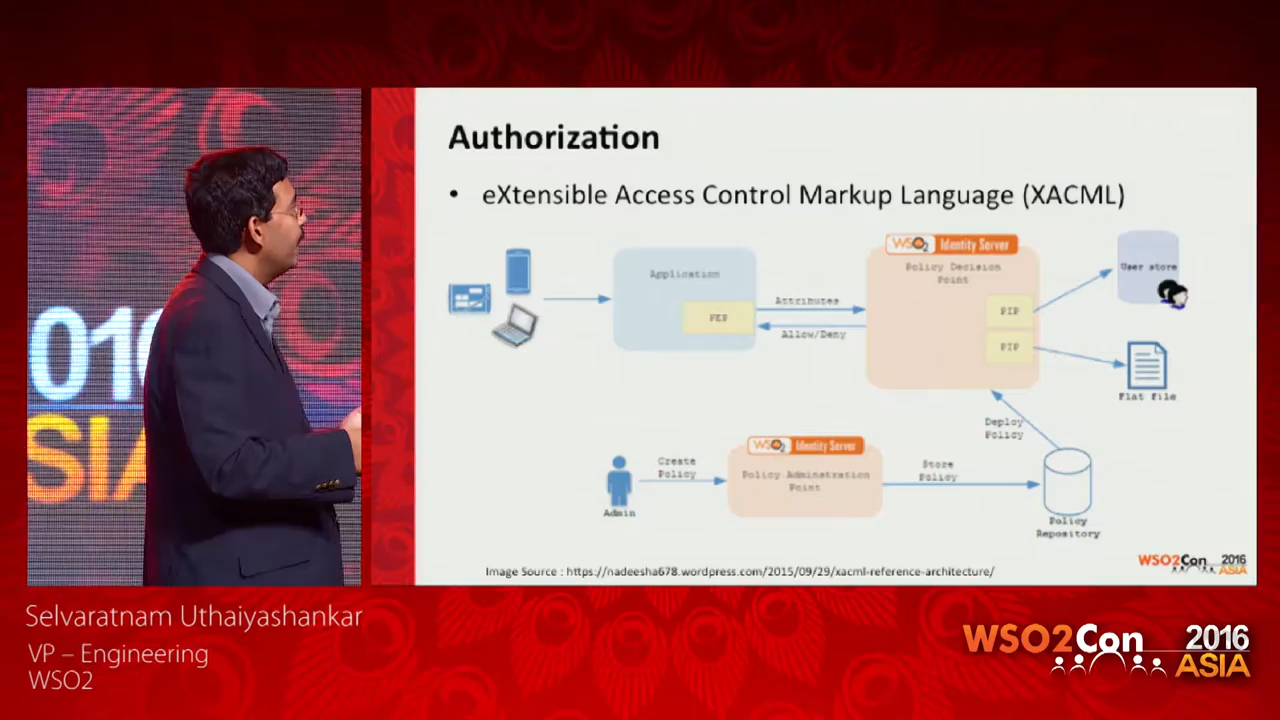 Authorization
• eXtensible Access Control Markup Language (XACML)
WSO2 Identity Server
Application
PEP
Attributes
Allow/Deny
Policy Decision
Point
PIP
PIP
User store
Flat file
Deploy
Policy
WSO2 Identity Server
Admin
Create
Policy
Policy Adminstration
Point
Store
Policy
Policy
Repository
Image Source : https://nadeesha678.wordpress.com/2015/09/29/xacml-reference-architecture/
WSO2Con 2016
ASIA
016
ASIA
Selvaratnam Uthaiyashankar
VP – Engineering
WSO2
WSO2Con 2016
ASIA